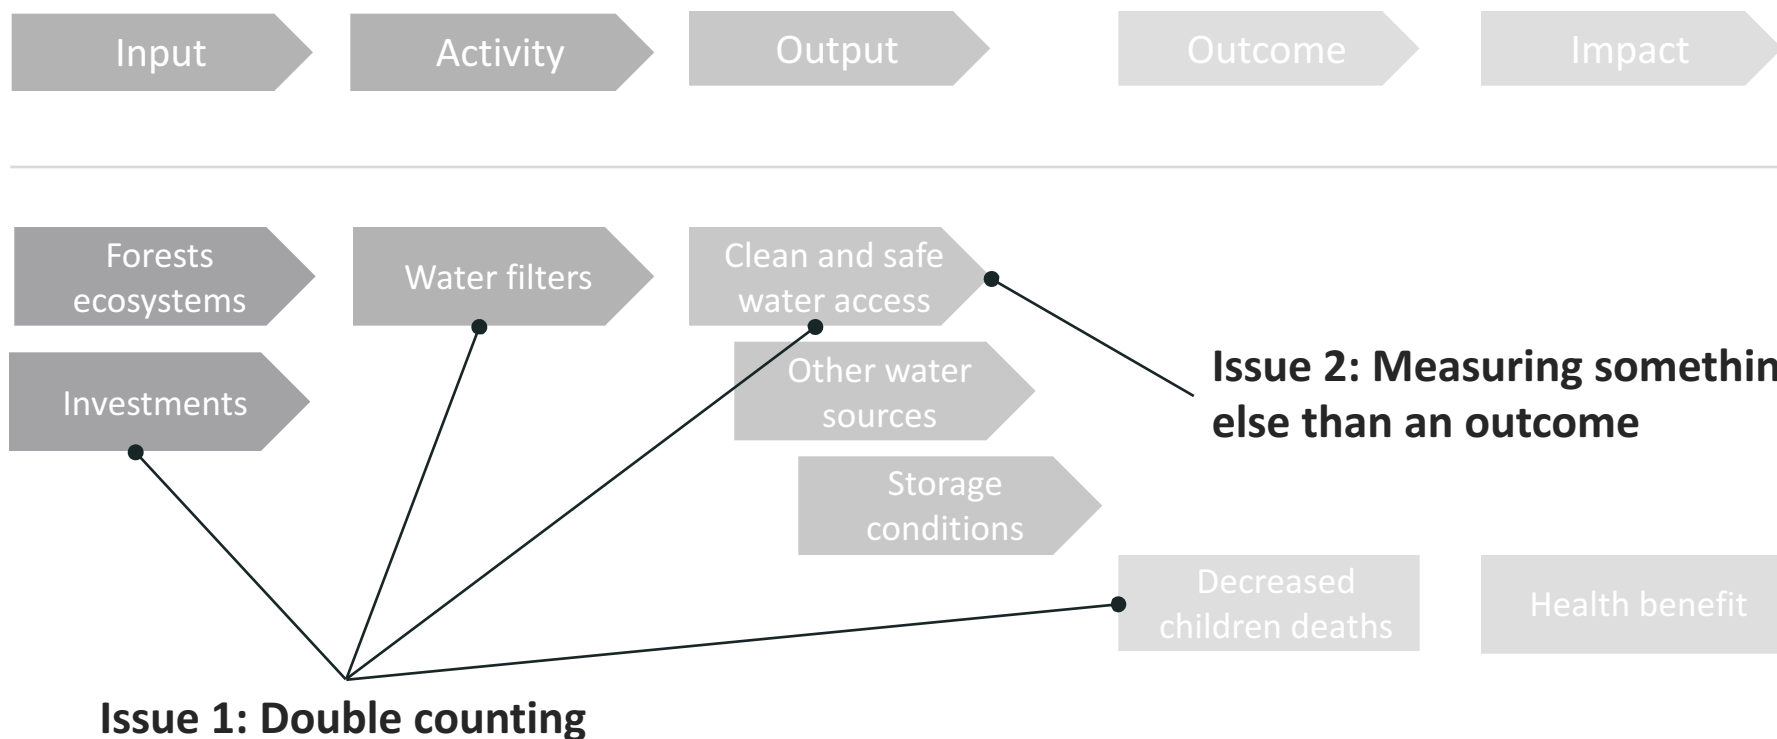 Input
Activity
Output
Outcome
Impact
Forests
ecosystems
Water filters
Clean and safe
water access
Investments
Other water
sources
Issue 2: Measuring somethin
else than an outcome
Storage
conditions
Decreased
children deaths
Health benefit
Issue 1: Double counting